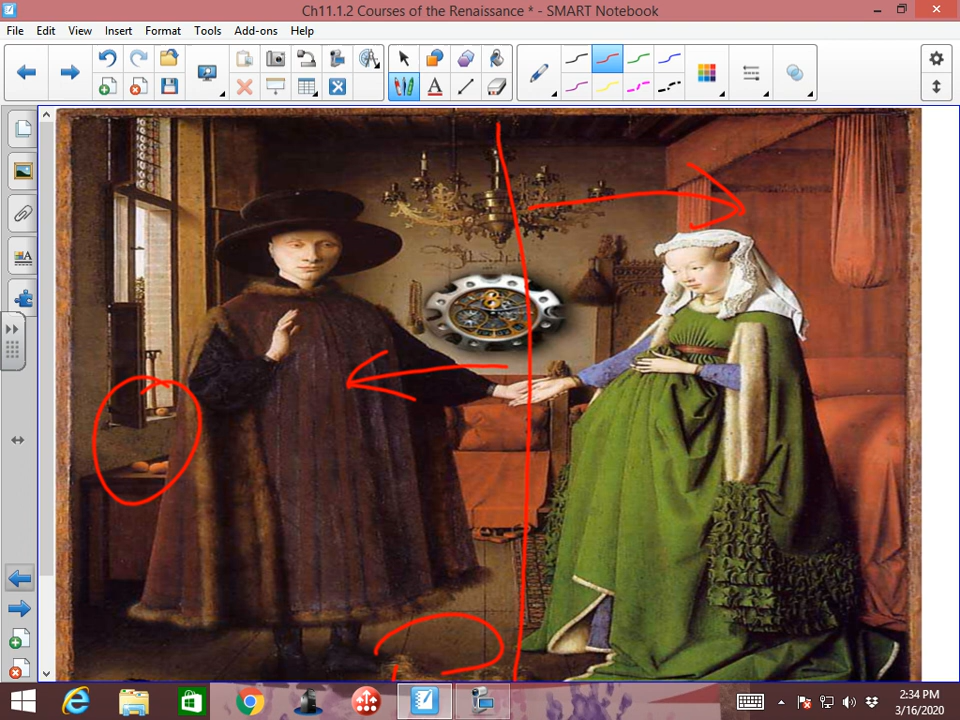 Ch11.1.2 Courses of the Renaissance * - SMART Notebook
File Edit View Insert Format Tools Add-ons Help
2:34 PM
3/16/2020